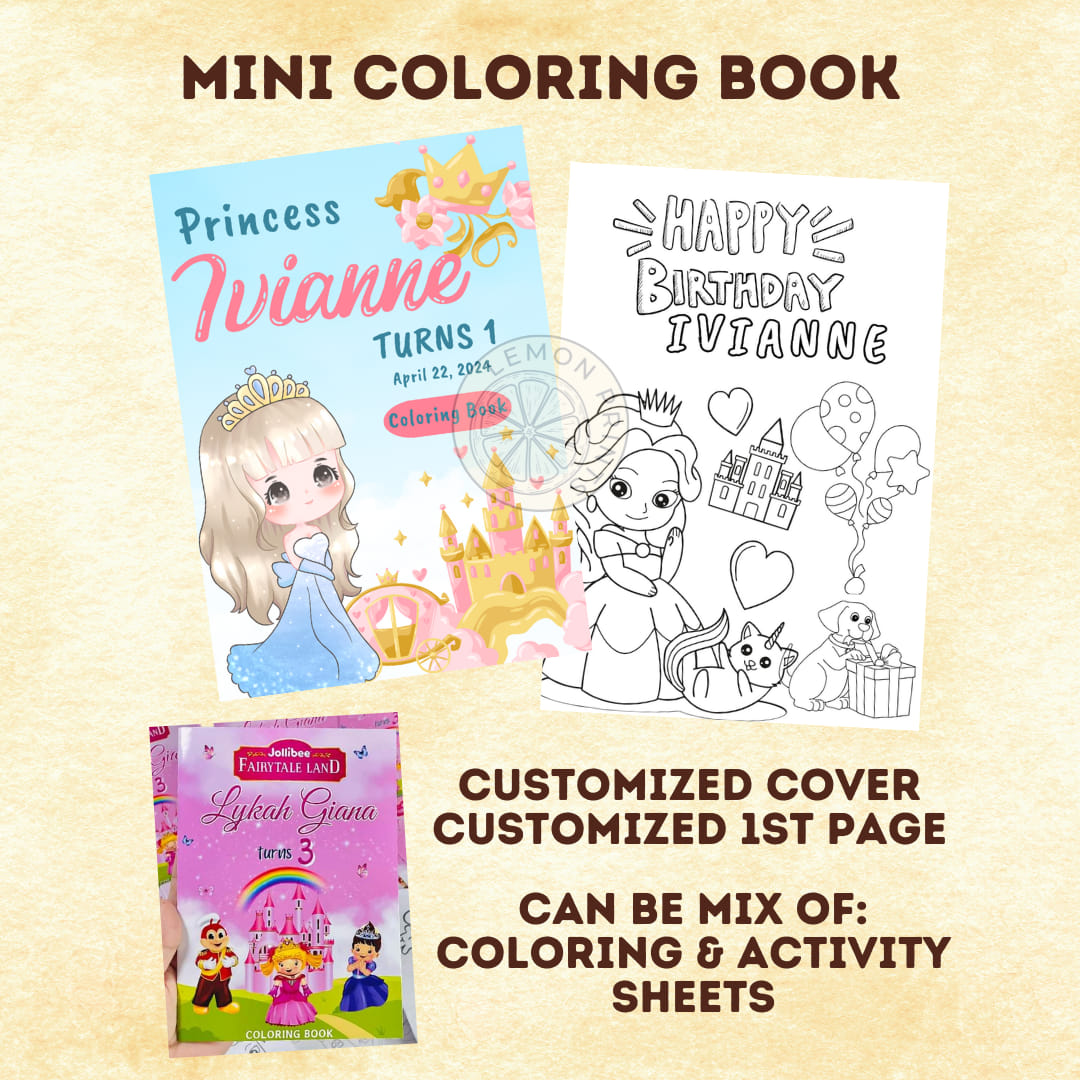 MINI COLORING BOOK
Princess
Ivianne
TURNS 1
April 22, 2024
Coloring Book
HAPPY
BIRTHDAY
IVIANNE
LEMON
Jollibee
FAIRYTALE LAND
Lykah Giana
turns 3
COLORING BOOK
CUSTOMIZED COVER
CUSTOMIZED 1ST PAGE
CAN BE MIX OF:
COLORING & ACTIVITY
SHEETS